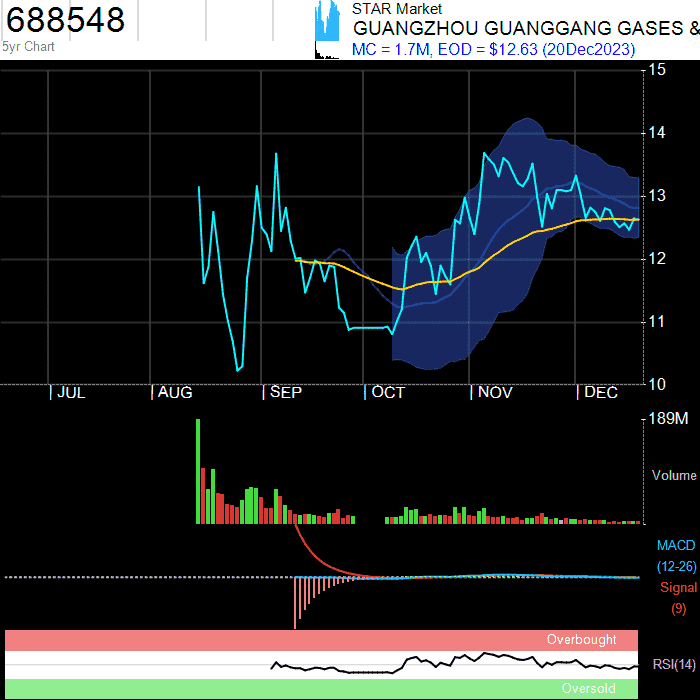 688548
5yr Chart
STAR Market
GUANGZHOU GUANGGANG GASES &
MC = 1.7M, EOD = $12.63 (20Dec2023)
15
14
13
12
11
10
| JUL | AUG | SEP | OCT | NOV | DEC
189M
Volume
MACD
(12-26)
Signal
(9)
Overbought
RSI(14)
Oversold